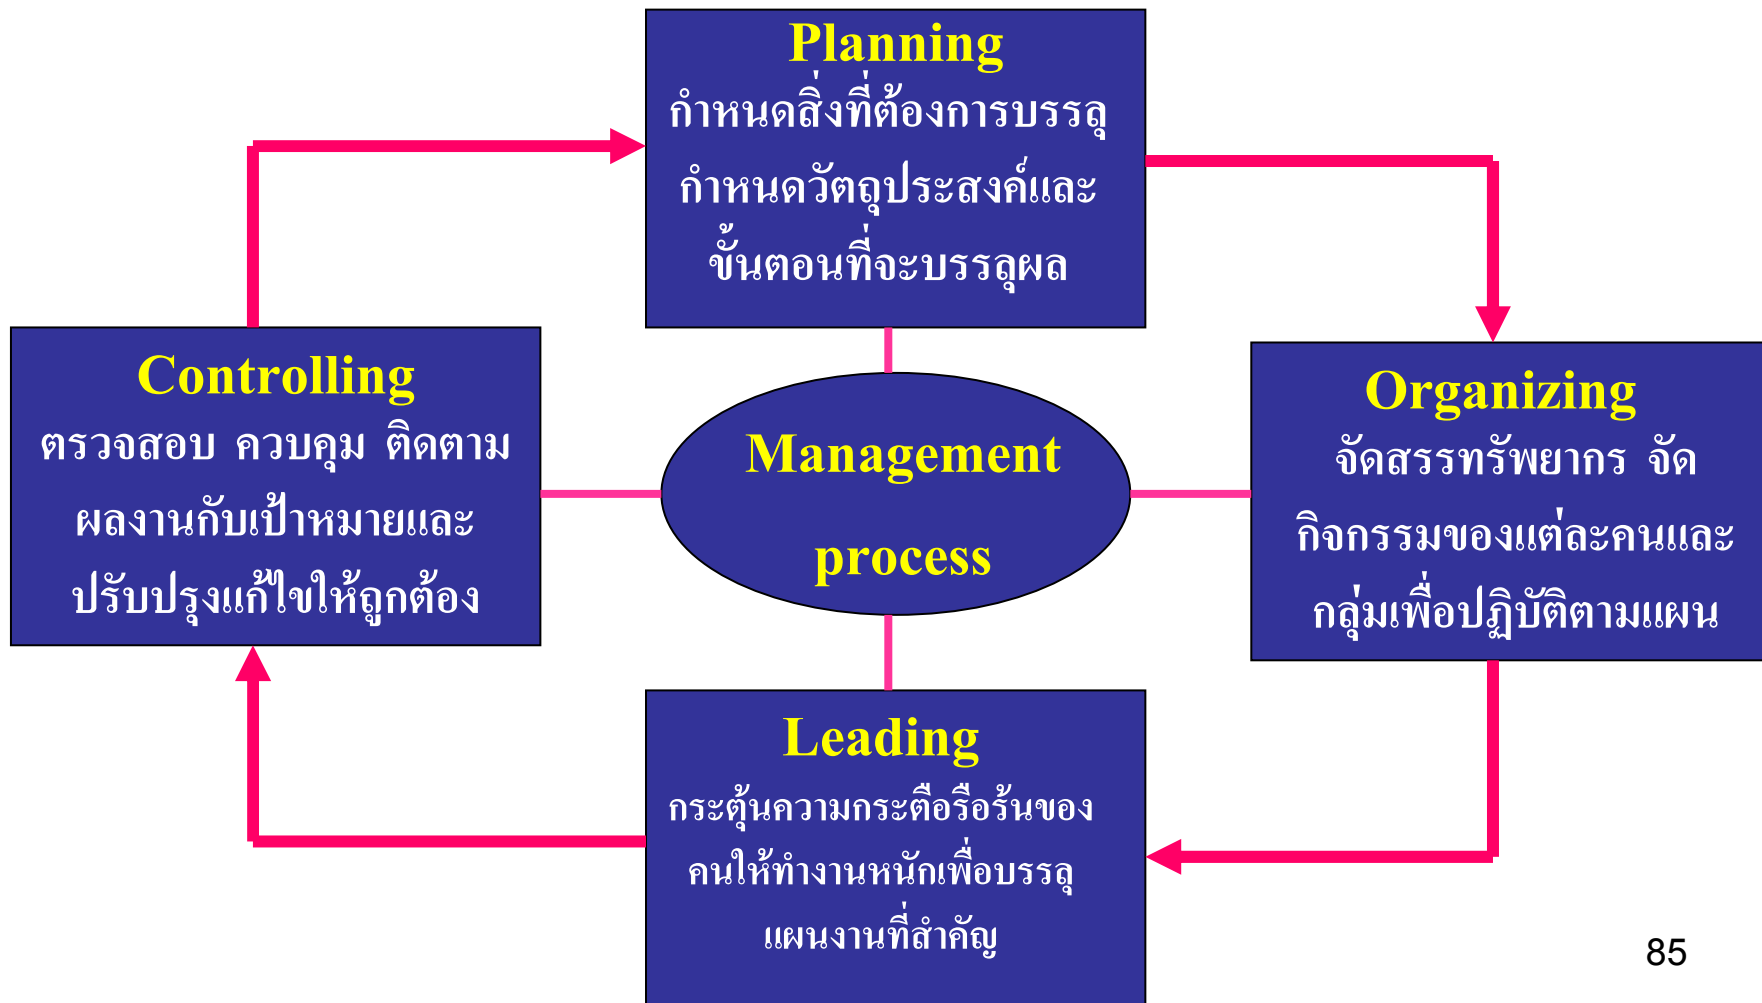 Planning
กำหนดสิ่งที่ต้องการบรรลุ
กำหนดวัตถุประสงค์และ
ขั้นตอนที่จะบรรลุผล
Controlling
ตรวจสอบ ควบคุม ติดตาม
ผลงานกับเป้าหมายและ
ปรับปรุงแก้ไขให้ถูกต้อง
Management
process
Organizing
จัดสรรทรัพยากร จัด
กิจกรรมของแต่ละคนและ
กลุ่มเพื่อปฏิบัติตามแผน
Leading
กระตุ้นความกระตือรือร้นของ
คนให้ทำงานหนักเพื่อบรรลุ
แผนงานที่สำคัญ
85